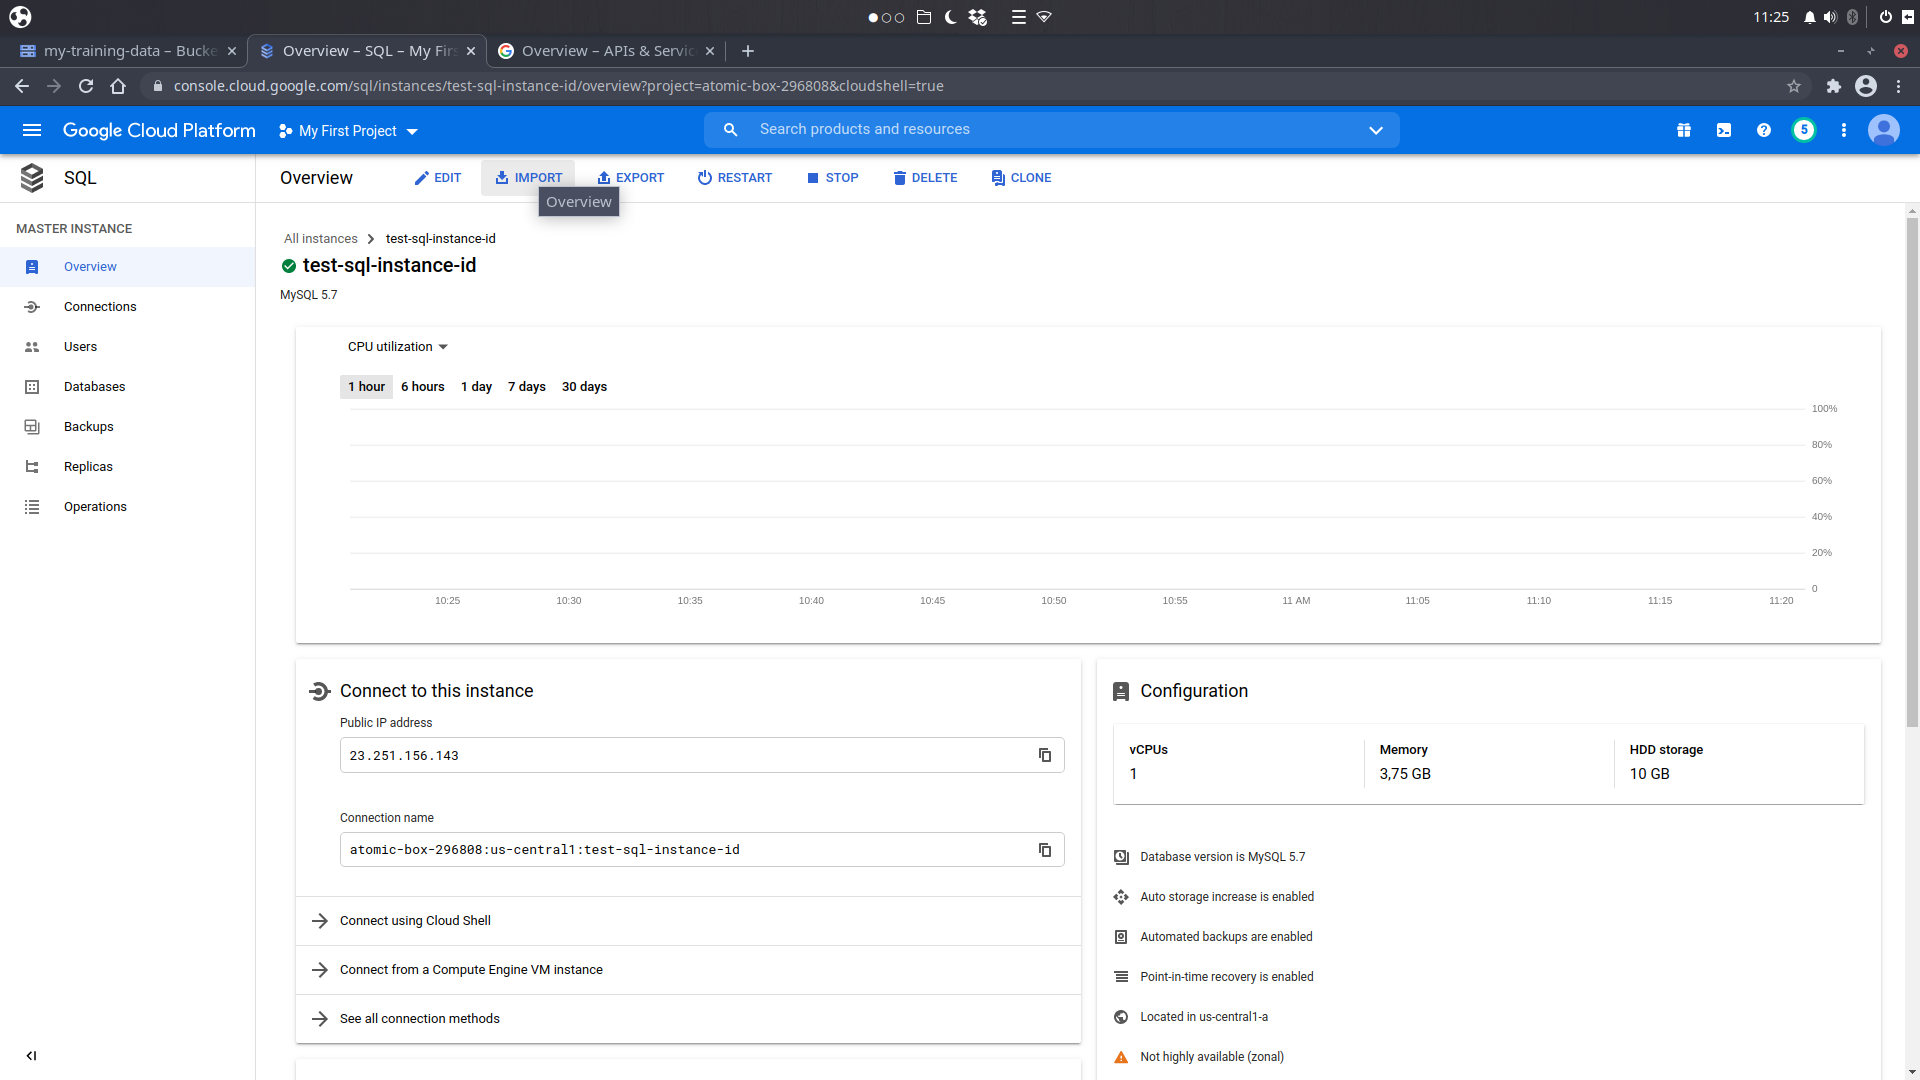 11:25
my-training-data – Bucke
Overview – SQL – My Firs
Overview – APIs & Servic
console.cloud.google.com/sql/instances/test-sql-instance-id/overview?project=atomic-box-296808&cloudshell=true
Google Cloud Platform
My First Project
Search products and resources
5
SQL
Overview
EDIT
IMPORT
EXPORT
RESTART
STOP
DELETE
CLONE
Overview
MASTER INSTANCE
Overview
Connections
Users
Databases
Backups
Replicas
Operations
All instances
test-sql-instance-id
test-sql-instance-id
MySQL 5.7
CPU utilization
1 hour
6 hours
1 day
7 days
30 days
100%
80%
60%
40%
20%
0
10:25
10:30
10:35
10:40
10:45
10:50
10:55
11 AM
11:05
11:10
11:15
11:20
Connect to this instance
Public IP address
23.251.156.143
Connection name
atomic-box-296808:us-central1:test-sql-instance-id
Connect using Cloud Shell
Connect from a Compute Engine VM instance
See all connection methods
Configuration
vCPUs
1
Memory
3,75 GB
HDD storage
10 GB
Database version is MySQL 5.7
Auto storage increase is enabled
Automated backups are enabled
Point-in-time recovery is enabled
Located in us-central1-a
Not highly available (zonal)